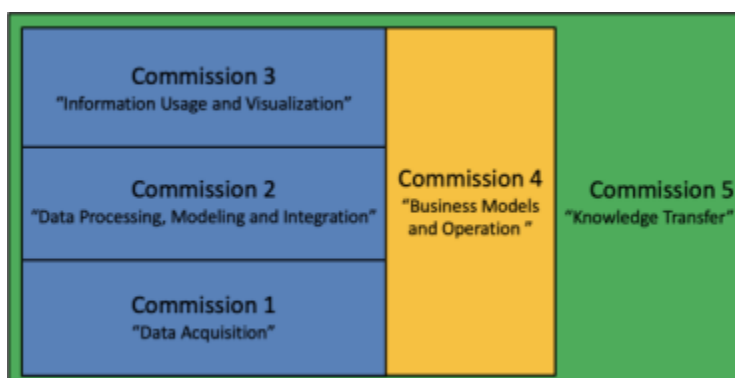 Commission 3
“Information Usage and Visualization”
Commission 2
“Data Processing, Modeling and Integration”
Commission 1
“Data Acquisition”
Commission 4
“Business Models
and Operation ”
Commission 5
“Knowledge Transfer”